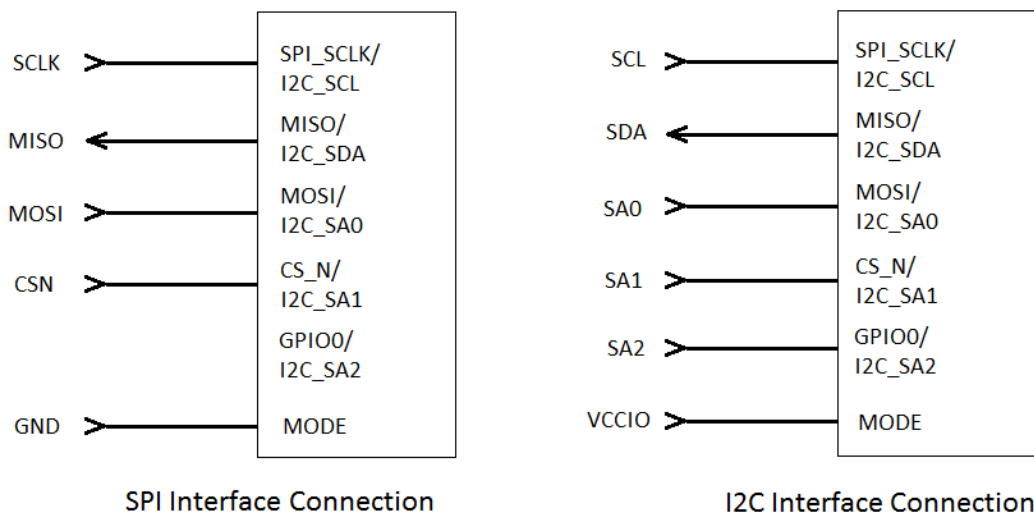 SCLK
SPI_SCLK/
I2C_SCL
MISO
MISO/
I2C_SDA
MOSI
MOSI/
I2C_SA0
CSN
CS_N/
I2C_SA1
GPIO0/
I2C_SA2
GND
MODE
SPI Interface Connection
SCL
SPI_SCLK/
I2C_SCL
SDA
MISO/
I2C_SDA
SA0
MOSI/
I2C_SA0
SA1
CS_N/
I2C_SA1
SA2
GPIO0/
I2C_SA2
VCCIO
MODE
I2C Interface Connection